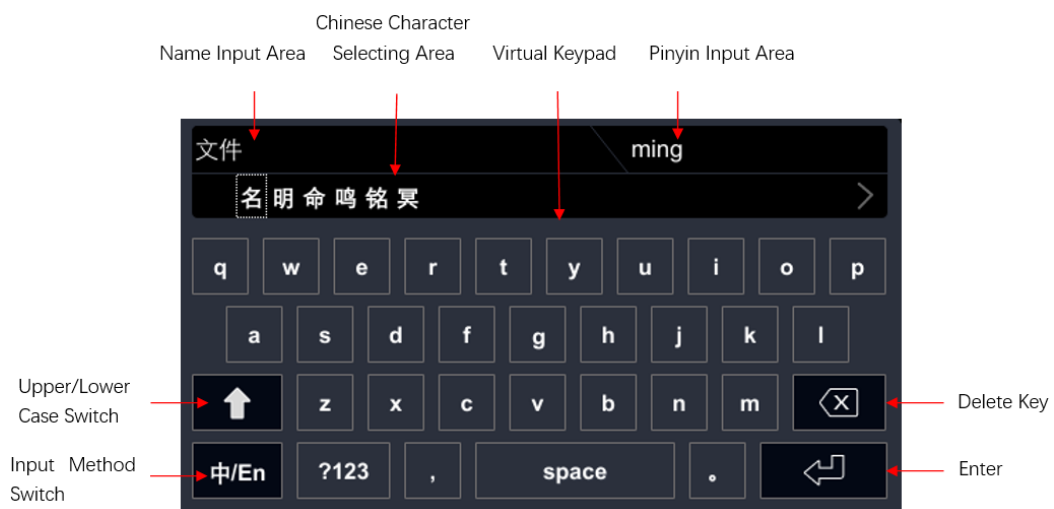 Chinese Character
Name Input Area Selecting Area Virtual Keypad Pinyin Input Area
文件 ming
名 明 命 鸣 铭 冥
q w e r t y u i o p
a s d f g h j k l
Upper/Lower
Case Switch
z x c v b n m
Delete Key
Input Method
Switch
中/En ?123 , space 。
Enter